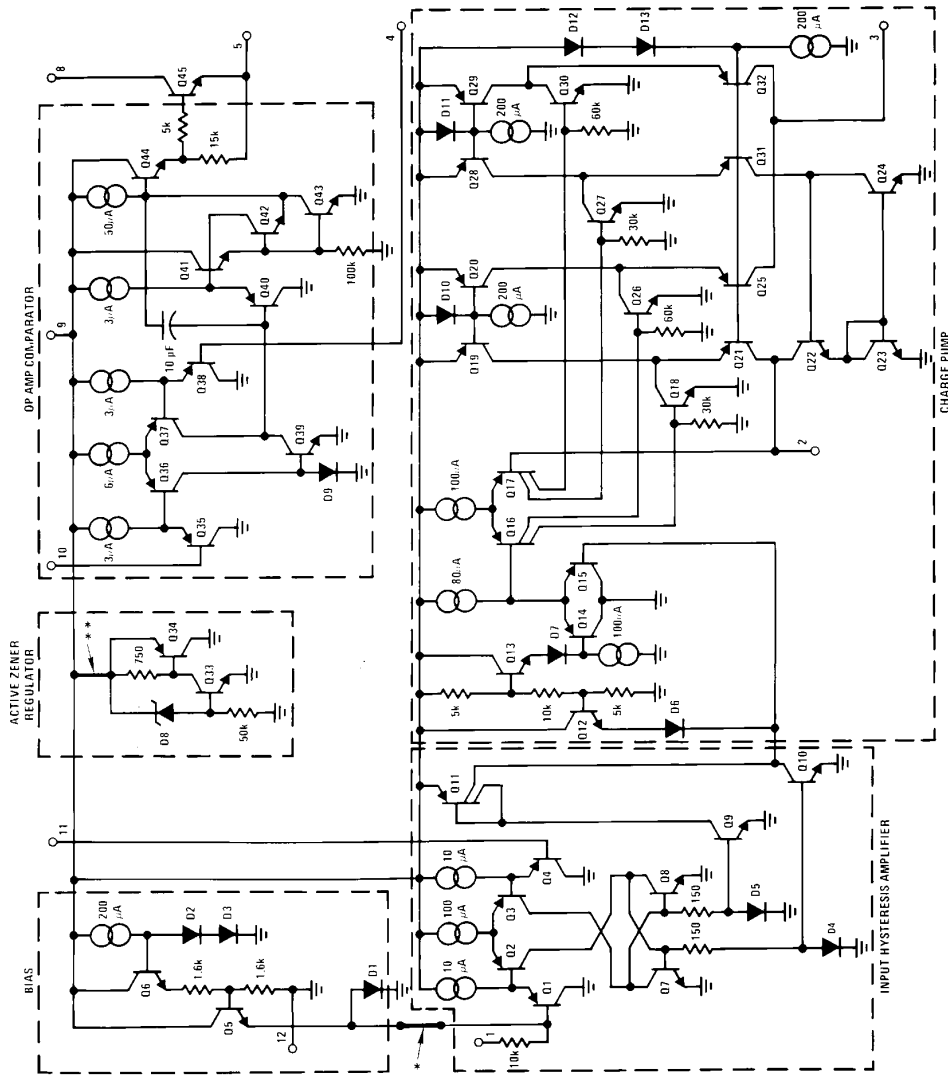 BIAS
200
µA
Q6
D2
D3
1.6k
1.6k
Q5
12
D1
*
ACTIVE ZENER
REGULATOR
**
D8
750
Q34
Q33
50k
OP AMP COMPARATOR
10
9
8
5
4
11
3µA
6µA
3µA
3µA
50µA
Q35
Q36
Q37
Q38
Q39
D9
10 µF
Q40
Q41
Q42
Q43
100k
Q44
5k
15k
Q45
INPUT HYSTERESIS AMPLIFIER
1
10k
10
µA
100
µA
10
µA
Q1
Q2
Q3
Q4
Q7
Q8
150
150
D4
D5
Q9
Q10
Q11
CHARGE PUMP
5k
10k
5k
Q12
D6
Q13
D7
100µA
Q14
Q15
80µA
100µA
Q16
Q17
2
Q18
30k
Q19
D10
Q20
200
µA
Q21
Q22
Q23
Q24
Q25
Q26
60k
Q27
30k
Q28
D11
Q29
200
µA
Q30
60k
Q31
Q32
D12
D13
200
µA
3